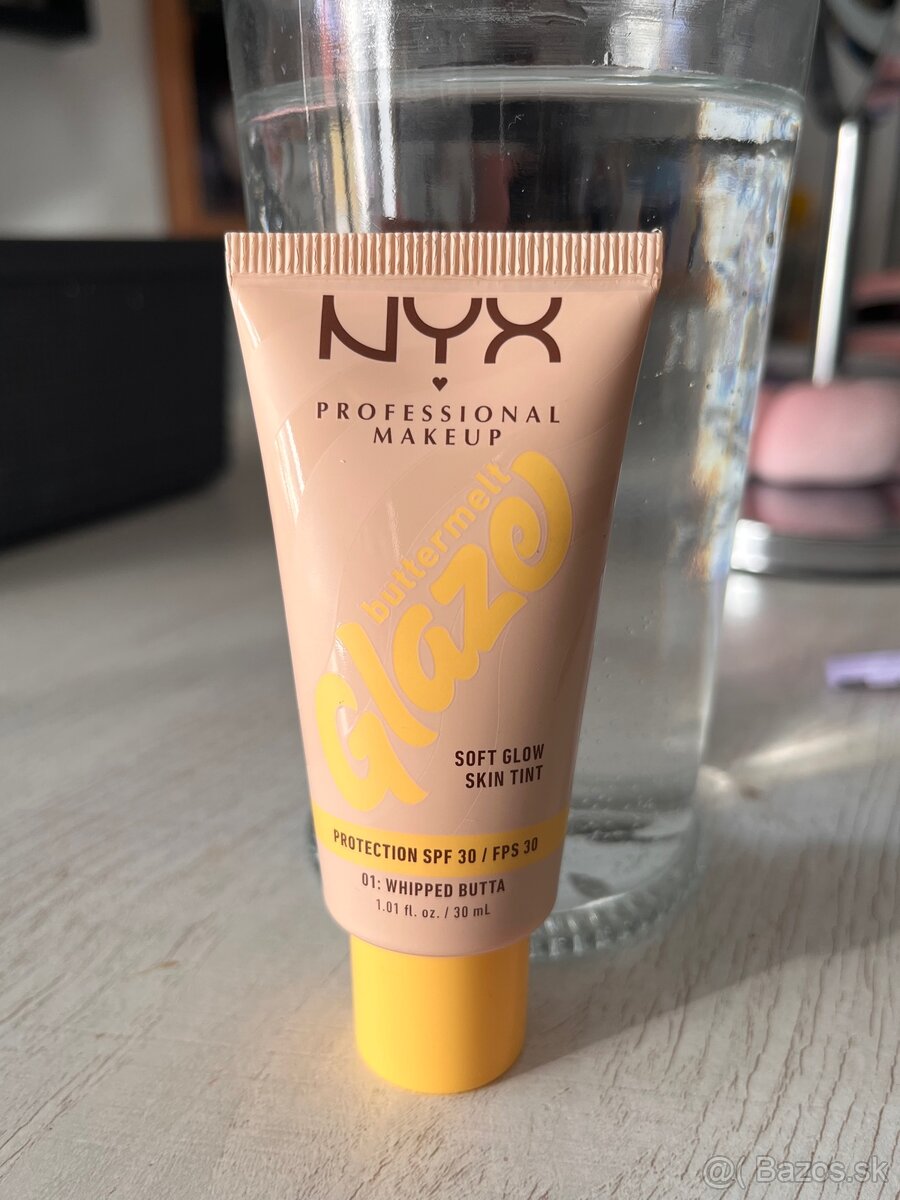 NYX
PROFESSIONAL
MAKEUP
buttermelt
Glaze
SOFT GLOW
SKIN TINT
PROTECTION SPF 30 / FPS 30
01: WHIPPED BUTTA
1.01 fl. oz. / 30 mL
@( Bazos.sk